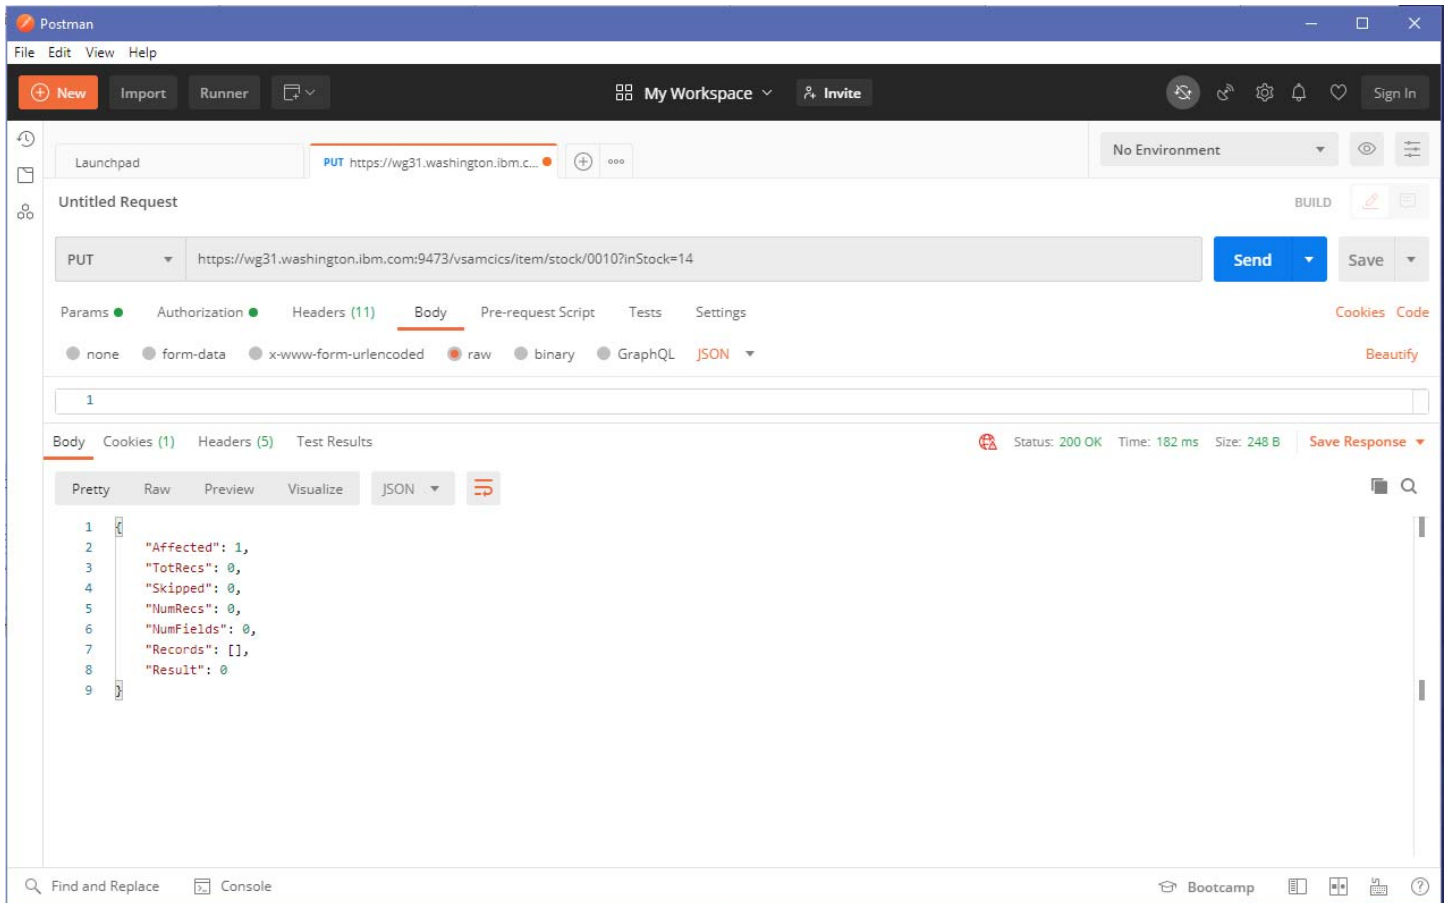 Postman
File Edit View Help
New Import Runner My Workspace Invite Sign In
Launchpad PUT https://wg31.washington.ibm.c... No Environment
Untitled Request BUILD
PUT https://wg31.washington.ibm.com:9473/vsamcics/item/stock/0010?inStock=14 Send Save
Params Authorization Headers (11) Body Pre-request Script Tests Settings Cookies Code
none form-data x-www-form-urlencoded raw binary GraphQL JSON Beautify
1
Body Cookies (1) Headers (5) Test Results Status: 200 OK Time: 182 ms Size: 248 B Save Response
Pretty Raw Preview Visualize JSON
1 {
2 "Affected": 1,
3 "TotRecs": 0,
4 "Skipped": 0,
5 "NumRecs": 0,
6 "NumFields": 0,
7 "Records": [],
8 "Result": 0
9 }
Find and Replace Console Bootcamp